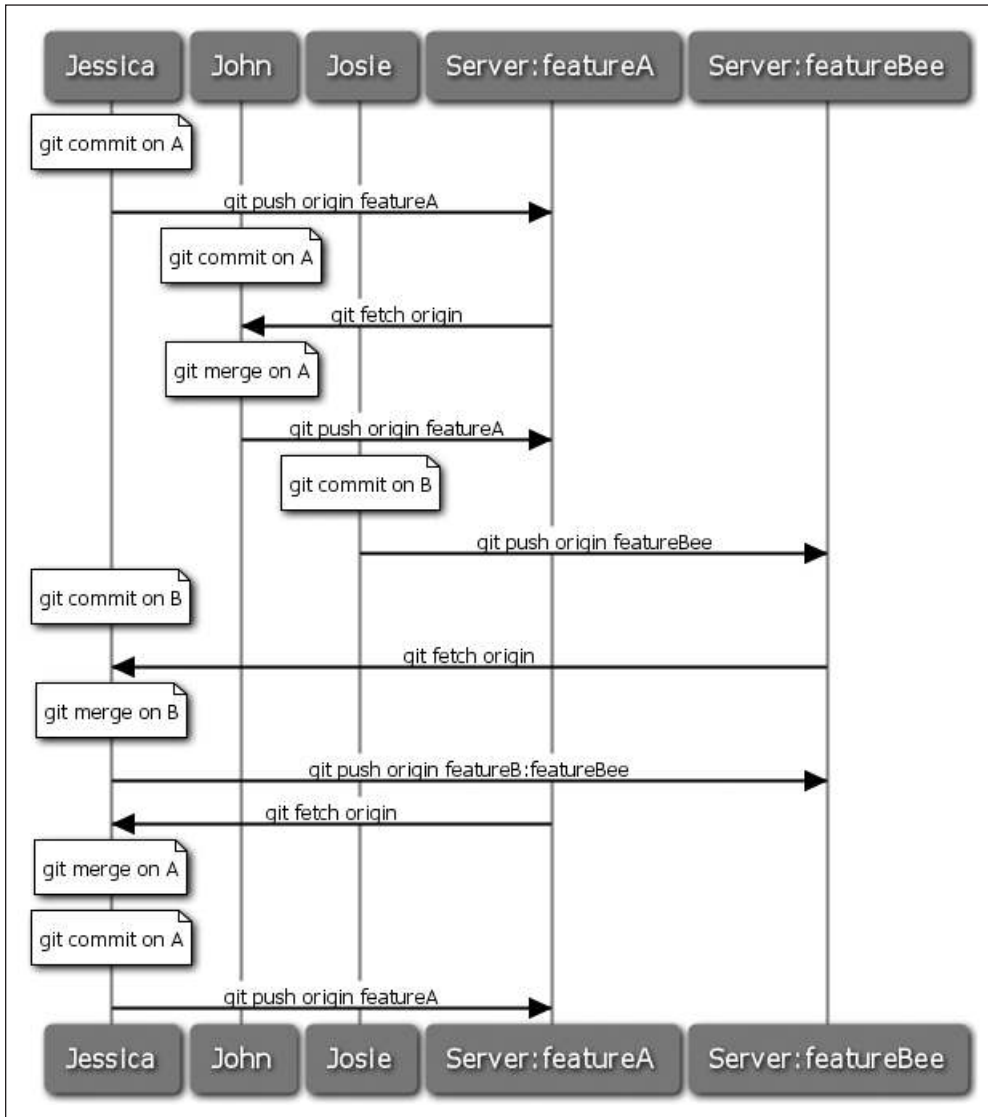 Jessica John Josie Server:featureA Server:featureBee
git commit on A
git push origin featureA
git commit on A
git fetch origin
git merge on A
git push origin featureA
git commit on B
git push origin featureBee
git commit on B
git fetch origin
git merge on B
git push origin featureB:featureBee
git fetch origin
git merge on A
git commit on A
git push origin featureA
Jessica John Josie Server:featureA Server:featureBee